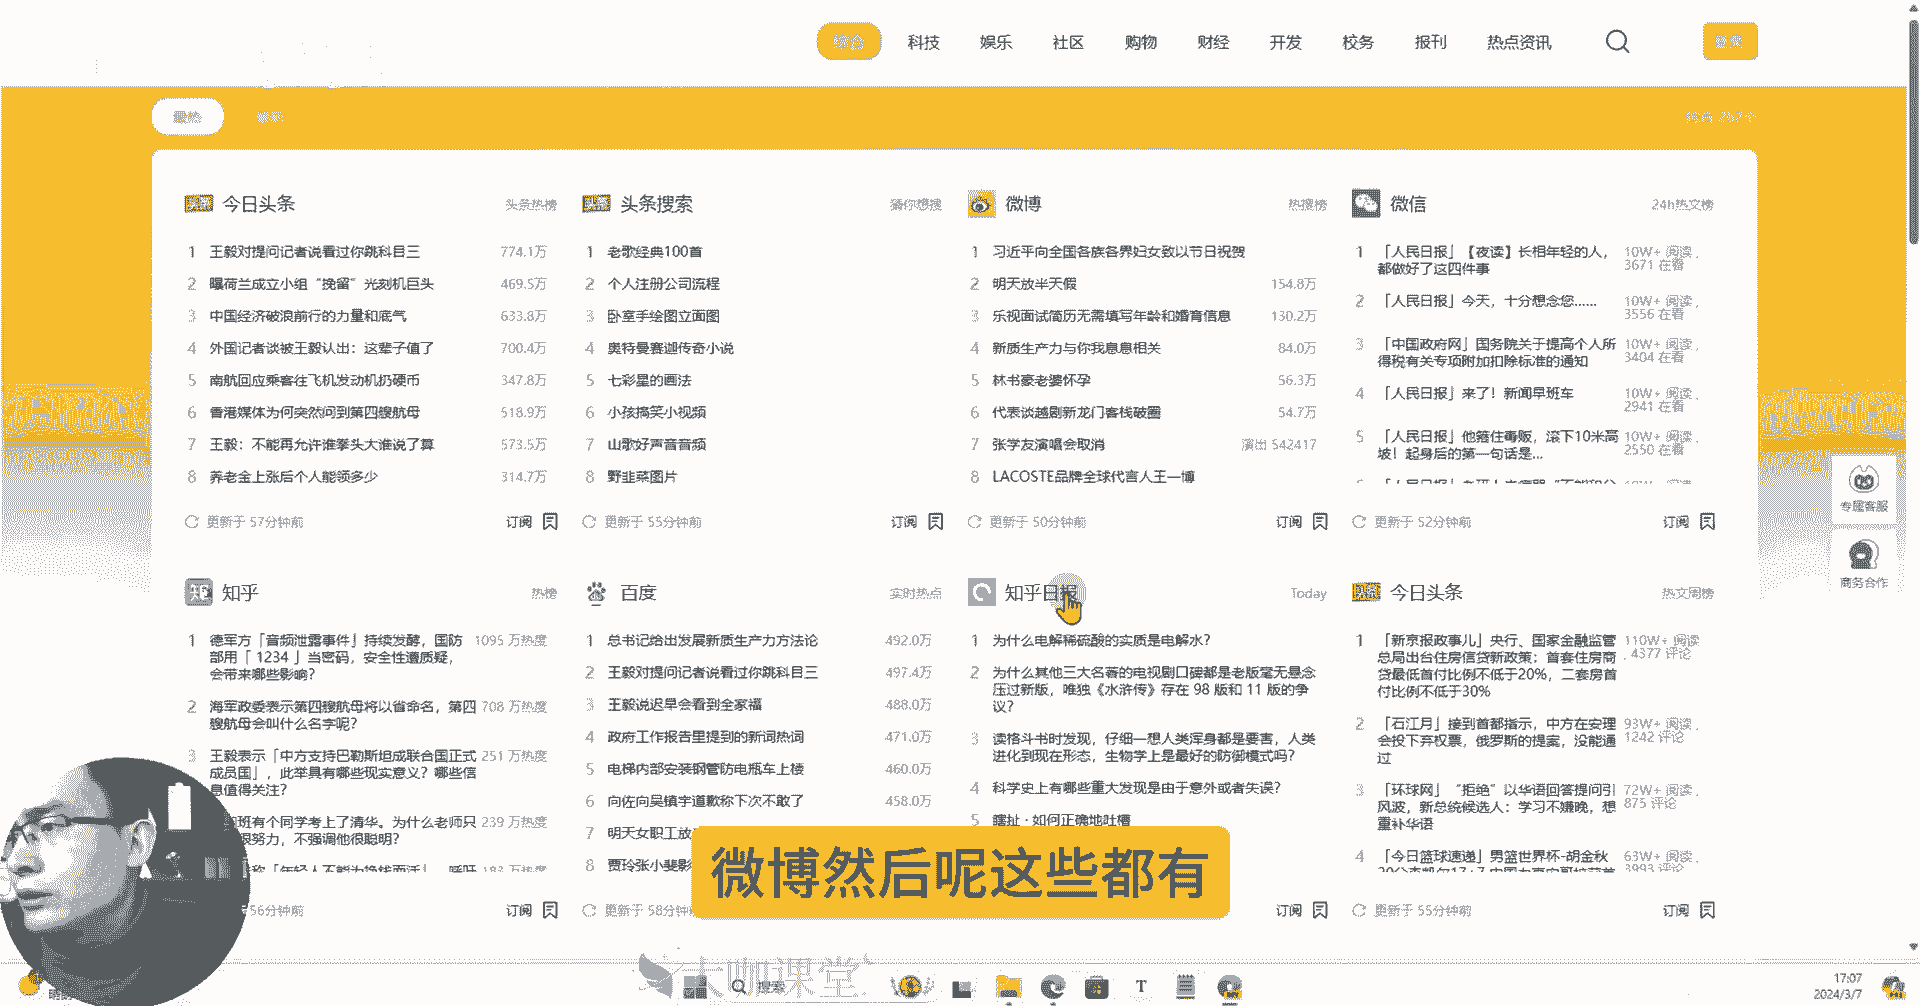 综合 科技 娱乐 社区 购物 财经 开发 校务 报刊 热点资讯 登录
最热
今日头条 头条热榜
1 王毅对提问记者说看过你跳科目三 774.1万
2 曝荷兰成立小组“挽留”光刻机巨头 469.5万
3 中国经济破浪前行的力量和底气 633.8万
4 外国记者谈被王毅认出：这辈子值了 700.4万
5 南航回应乘客往飞机发动机扔硬币 347.8万
6 香港媒体为何突然问到第四艘航母 518.9万
7 王毅：不能再允许谁拳头大谁说了算 573.5万
8 养老金上涨后个人能领多少 314.7万
更新于 57分钟前 订阅
头条搜索 猜你想搜
1 老歌经典100首
2 个人注册公司流程
3 卧室手绘图立面图
4 奥特曼赛迦传奇小说
5 七彩星的画法
6 小孩搞笑小视频
7 山歌好声音音频
8 野韭菜图片
更新于 55分钟前 订阅
微博 热搜榜
1 习近平向全国各族各界妇女致以节日祝贺
2 明天放半天假 154.8万
3 乐视面试简历无需填写年龄和婚育信息 130.2万
4 新质生产力与你我息息相关 84.0万
5 林书豪老婆怀孕 56.3万
6 代表谈越剧新龙门客栈破圈 54.7万
7 张学友演唱会取消 演出 542417
8 LACOSTE品牌全球代言人王一博
更新于 50分钟前 订阅
微信 24h热文榜
1 「人民日报」【夜读】长相年轻的人， 10W+ 阅读，
都做好了这四件事 3671 在看
2 「人民日报」今天，十分想念您…… 10W+ 阅读，
3556 在看
3 「中国政府网」国务院关于提高个人所 10W+ 阅读，
得税有关专项附加扣除标准的通知 3404 在看
4 「人民日报」来了！新闻早班车 10W+ 阅读，
2941 在看
5 「人民日报」他箍住毒贩，滚下10米高 10W+ 阅读，
坡！起身后的第一句话是... 2550 在看
更新于 52分钟前 订阅
专属客服
商务合作
知乎 热榜
1 德军方「音频泄露事件」持续发酵，国防 1095 万热度
部用「 1234 」当密码，安全性遭质疑，
会带来哪些影响？
2 海军政委表示第四艘航母将以省命名，第四 708 万热度
艘航母会叫什么名字呢？
3 王毅表示「中方支持巴勒斯坦成联合国正式 251 万热度
成员国」，此举具有哪些现实意义？哪些信
息值得关注？
班有个同学考上了清华。为什么老师只 239 万热度
很努力，不强调他很聪明？
56分钟前 订阅
百度 实时热点
1 总书记给出发展新质生产力方法论 492.0万
2 王毅对提问记者说看过你跳科目三 497.4万
3 王毅说迟早会看到全家福 488.0万
4 政府工作报告里提到的新词热词 471.0万
5 电梯内部安装钢管防电瓶车上楼 460.0万
6 向佐向吴镇宇道歉称下次不敢了 458.0万
7 明天女职工放
8 贾玲张小斐影
更新于 58分钟前
知乎日报 Today
1 为什么电解稀硫酸的实质是电解水？
2 为什么其他三大名著的电视剧口碑都是老版毫无悬念
压过新版，唯独《水浒传》存在 98 版和 11 版的争
议？
3 读格斗书时发现，仔细一想人类浑身都是要害，人类
进化到现在形态，生物学上是最好的防御模式吗？
4 科学史上有哪些重大发现是由于意外或者失误？
5 瞎扯 · 如何正确地吐槽
订阅
今日头条 热文周榜
1 「新京报政事儿」央行、国家金融监管 110W+ 阅读
总局出台住房信贷新政策：首套住房商 ，4377 评论
贷最低首付比例不低于20%，二套房首
付比例不低于30%
2 「石江月」接到首都指示，中方在安理 93W+ 阅读，
会投下弃权票，俄罗斯的提案，没能通 1242 评论
过
3 「环球网」“拒绝”以华语回答提问引 72W+ 阅读，
风波，新总统候选人：学习不嫌晚，想 875 评论
重补华语
4 「今日篮球速递」男篮世界杯-胡金秋 63W+ 阅读，
3993 评论
更新于 55分钟前 订阅
微博然后呢这些都有
大咖课堂
搜索
17:07
2024/3/7